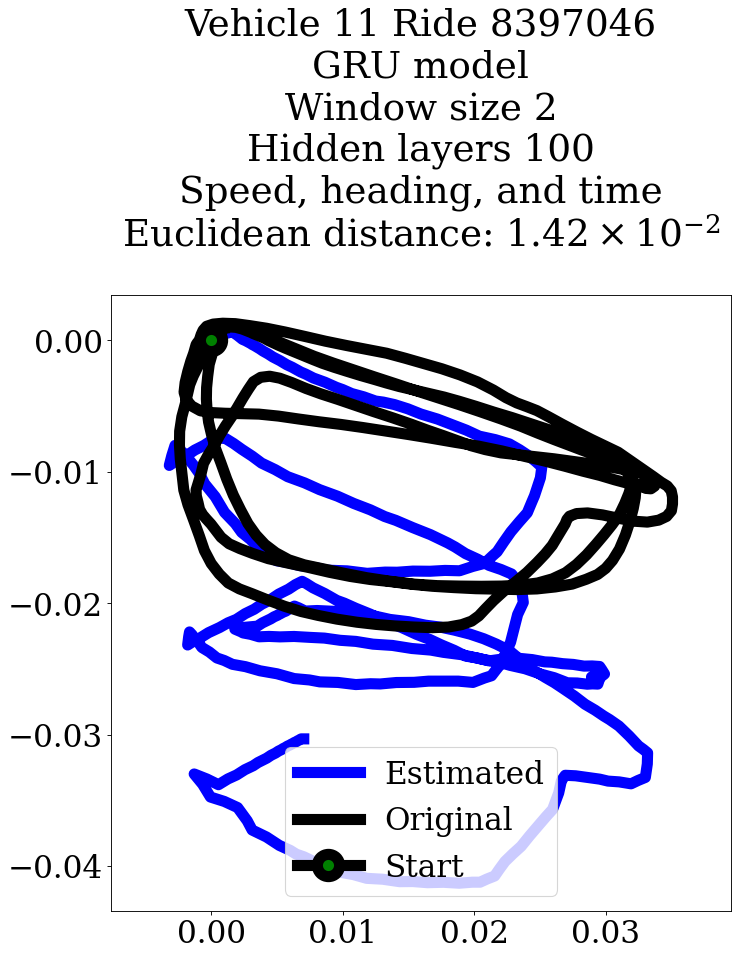 Vehicle 11 Ride 8397046
GRU model
Window size 2
Hidden layers 100
Speed, heading, and time
Euclidean distance: 1.42 × 10⁻²
0.00
−0.01
−0.02
−0.03
−0.04
Estimated
Original
Start
0.00 0.01 0.02 0.03